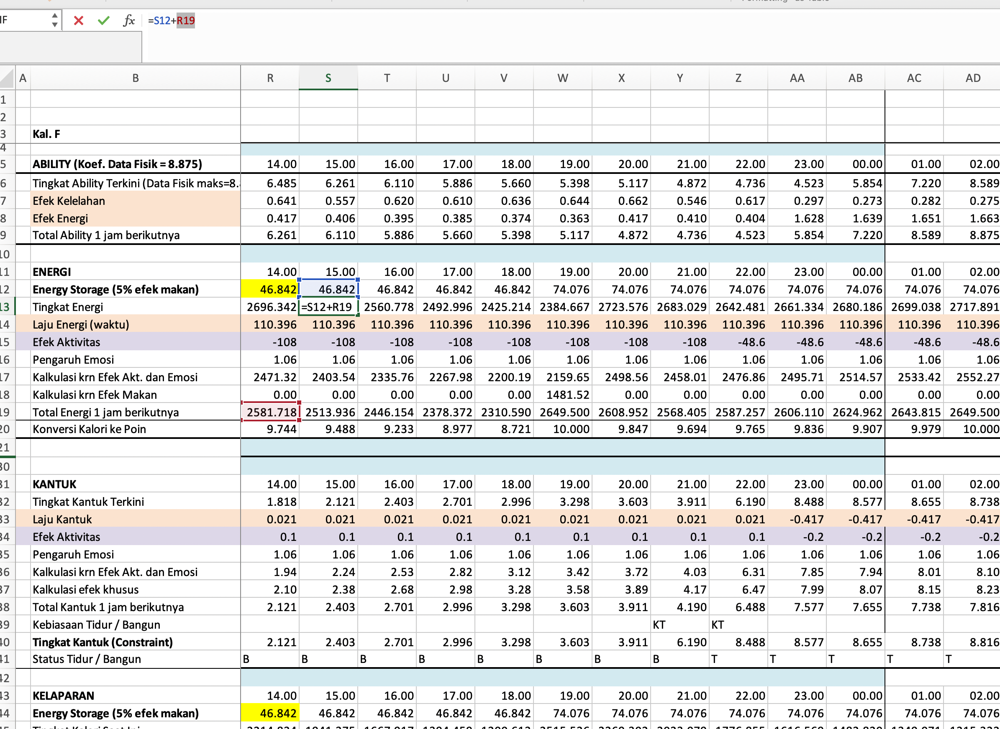 IF =S12+R19
A B R S T U V W X Y Z AA AB AC AD
1
2
3 Kal. F
4
5 ABILITY (Koef. Data Fisik = 8.875) 14.00 15.00 16.00 17.00 18.00 19.00 20.00 21.00 22.00 23.00 00.00 01.00 02.00
6 Tingkat Ability Terkini (Data Fisik maks=8. 6.485 6.261 6.110 5.886 5.660 5.398 5.117 4.872 4.736 4.523 5.854 7.220 8.589
7 Efek Kelelahan 0.641 0.557 0.620 0.610 0.636 0.644 0.662 0.546 0.617 0.297 0.273 0.282 0.275
8 Efek Energi 0.417 0.406 0.395 0.385 0.374 0.363 0.417 0.410 0.404 1.628 1.639 1.651 1.663
9 Total Ability 1 jam berikutnya 6.261 6.110 5.886 5.660 5.398 5.117 4.872 4.736 4.523 5.854 7.220 8.589 8.875
10
11 ENERGI 14.00 15.00 16.00 17.00 18.00 19.00 20.00 21.00 22.00 23.00 00.00 01.00 02.00
12 Energy Storage (5% efek makan) 46.842 46.842 46.842 46.842 46.842 74.076 74.076 74.076 74.076 74.076 74.076 74.076 74.076
13 Tingkat Energi 2696.342 =S12+R19 2560.778 2492.996 2425.214 2384.667 2723.576 2683.029 2642.481 2661.334 2680.186 2699.038 2717.891
14 Laju Energi (waktu) 110.396 110.396 110.396 110.396 110.396 110.396 110.396 110.396 110.396 110.396 110.396 110.396 110.396
15 Efek Aktivitas -108 -108 -108 -108 -108 -108 -108 -108 -48.6 -48.6 -48.6 -48.6 -48.6
16 Pengaruh Emosi 1.06 1.06 1.06 1.06 1.06 1.06 1.06 1.06 1.06 1.06 1.06 1.06 1.06
17 Kalkulasi krn Efek Akt. dan Emosi 2471.32 2403.54 2335.76 2267.98 2200.19 2159.65 2498.56 2458.01 2476.86 2495.71 2514.57 2533.42 2552.27
18 Kalkulasi krn Efek Makan 0.00 0.00 0.00 0.00 0.00 1481.52 0.00 0.00 0.00 0.00 0.00 0.00 0.00
19 Total Energi 1 jam berikutnya 2581.718 2513.936 2446.154 2378.372 2310.590 2649.500 2608.952 2568.405 2587.257 2606.110 2624.962 2643.815 2649.500
20 Konversi Kalori ke Poin 9.744 9.488 9.233 8.977 8.721 10.000 9.847 9.694 9.765 9.836 9.907 9.979 10.000
21
30
31 KANTUK 14.00 15.00 16.00 17.00 18.00 19.00 20.00 21.00 22.00 23.00 00.00 01.00 02.00
32 Tingkat Kantuk Terkini 1.818 2.121 2.403 2.701 2.996 3.298 3.603 3.911 6.190 8.488 8.577 8.655 8.738
33 Laju Kantuk 0.021 0.021 0.021 0.021 0.021 0.021 0.021 0.021 0.021 -0.417 -0.417 -0.417 -0.417
34 Efek Aktivitas 0.1 0.1 0.1 0.1 0.1 0.1 0.1 0.1 0.1 -0.2 -0.2 -0.2 -0.2
35 Pengaruh Emosi 1.06 1.06 1.06 1.06 1.06 1.06 1.06 1.06 1.06 1.06 1.06 1.06 1.06
36 Kalkulasi krn Efek Akt. dan Emosi 1.94 2.24 2.53 2.82 3.12 3.42 3.72 4.03 6.31 7.85 7.94 8.01 8.10
37 Kalkulasi efek khusus 2.10 2.38 2.68 2.98 3.28 3.58 3.89 4.17 6.47 7.99 8.07 8.15 8.23
38 Total Kantuk 1 jam berikutnya 2.121 2.403 2.701 2.996 3.298 3.603 3.911 4.190 6.488 7.577 7.655 7.738 7.816
39 Kebiasaan Tidur / Bangun KT KT
40 Tingkat Kantuk (Constraint) 2.121 2.403 2.701 2.996 3.298 3.603 3.911 6.190 8.488 8.577 8.655 8.738 8.816
41 Status Tidur / Bangun B B B B B B B B T T T T T
42
43 KELAPARAN 14.00 15.00 16.00 17.00 18.00 19.00 20.00 21.00 22.00 23.00 00.00 01.00 02.00
44 Energy Storage (5% efek makan) 46.842 46.842 46.842 46.842 46.842 74.076 74.076 74.076 74.076 74.076 74.076 74.076 74.076